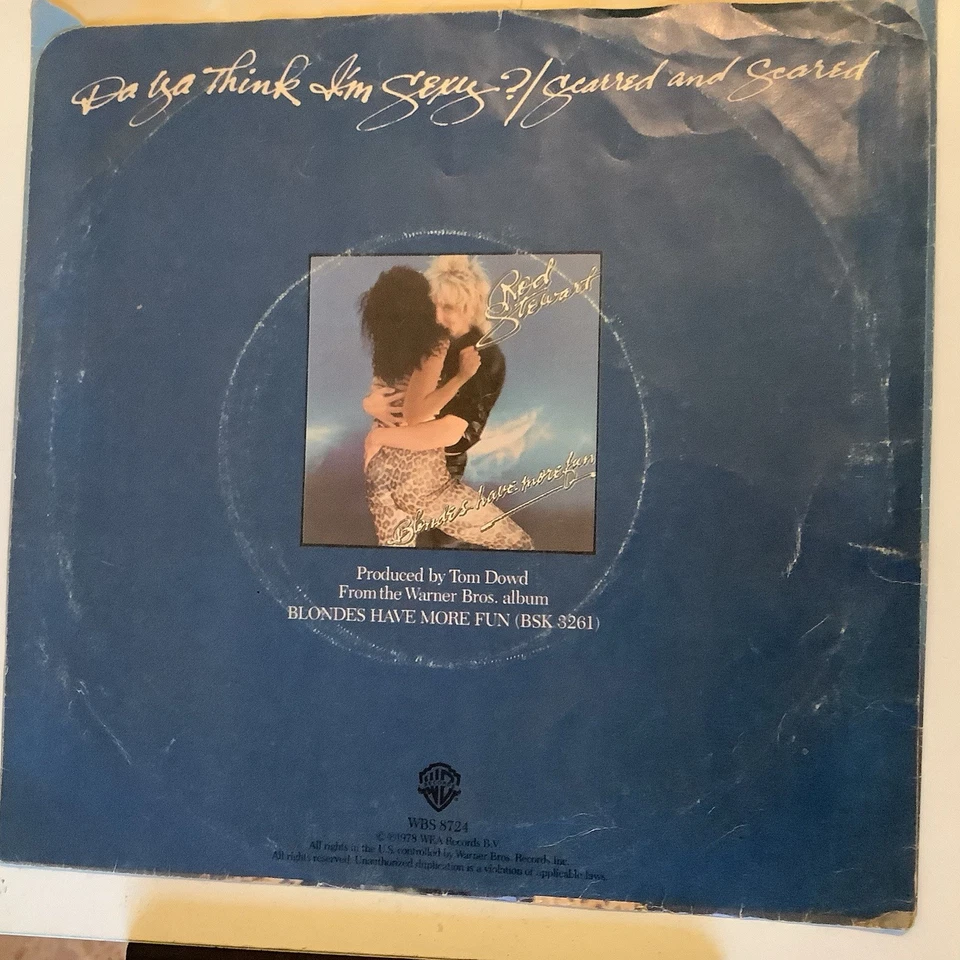 Da Ya Think I'm Sexy?/Scarred and Scared
Rod
Stewart
Blondes have more fun
Produced by Tom Dowd
From the Warner Bros. album
BLONDES HAVE MORE FUN (BSK 3261)
WBS 8724
© ℗ 1978 WEA Records B.V.
All rights in the U.S. controlled by Warner Bros. Records Inc.
All rights reserved. Unauthorized duplication is a violation of applicable laws.